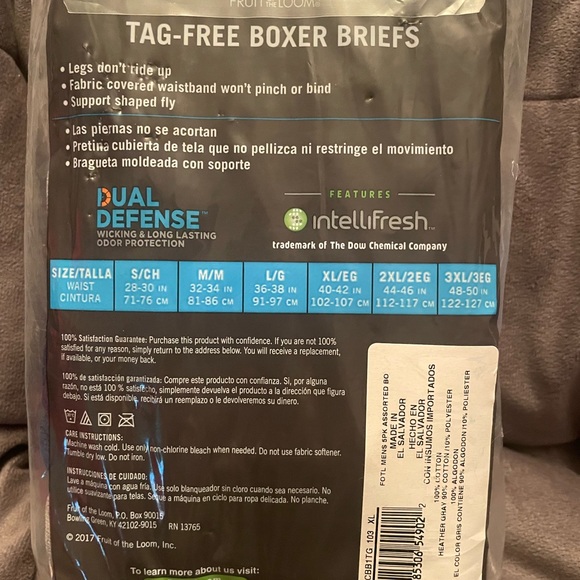 FRUIT OF THE LOOM®
TAG-FREE BOXER BRIEFS
• Legs don't ride up
• Fabric covered waistband won't pinch or bind
• Support shaped fly
• Las piernas no se acortan
• Pretina cubierta de tela que no pellizca ni restringe el movimiento
• Bragueta moldeada con soporte
DUAL
DEFENSE™
WICKING & LONG LASTING
ODOR PROTECTION
FEATURES
intellifresh™
trademark of The Dow Chemical Company
SIZE/TALLA S/CH M/M L/G XL/EG 2XL/2EG 3XL/3EG
WAIST 28-30 IN 32-34 IN 36-38 IN 40-42 IN 44-46 IN 48-50 IN
CINTURA 71-76 CM 81-86 CM 91-97 CM 102-107 CM 112-117 CM 122-127 CM
100% Satisfaction Guarantee: Purchase this product with confidence. If you are not 100%
satisfied for any reason, simply return to the address below. You will receive a replacement,
if available, or your money back.
100% de satisfacción garantizada: Compre este producto con confianza. Si, por alguna
razón, no está 100 % satisfecho, simplemente devuelva el producto a la dirección que figura
debajo. Si está disponible, recibirá un reemplazo o le devolveremos su dinero.
CARE INSTRUCTIONS:
Machine wash cold. Use only non-chlorine bleach when needed. Do not use fabric softener.
Tumble dry low. Do not iron.
INSTRUCCIONES DE CUIDADO:
Lave a máquina con agua fría. Use solo blanqueador sin cloro cuando sea necesario. No
utilice suavizante para telas. Seque a máquina en ciclo para ropa delicada. No planche.
Fruit of the Loom, P.O. Box 90015
Bowling Green, KY 42102-9015 RN 13765
© 2017 Fruit of the Loom, Inc.
To learn more about us visit:
FOTL MENS 5PK ASSORTED BO
MADE IN
EL SALVADOR
HECHO EN
EL SALVADOR
CON INSUMOS IMPORTADOS
100% COTTON
HEATHER GRAY 90% COTTON/10% POLYESTER
100% ALGODON
EL COLOR GRIS CONTIENE 90% ALGODON /10% POLIESTER
CBB1TG 103 XL
85306 54902 2